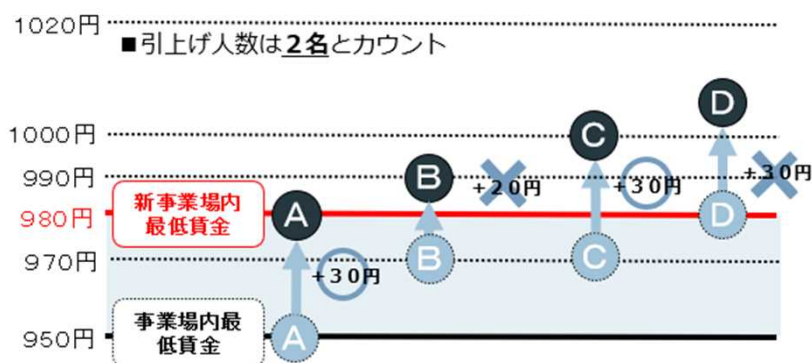 1020円
■引上げ人数は２名とカウント
D
1000円
C
990円
B
+20円
+30円
+30円
新事業場内
最低賃金
980円
A
D
970円
B
C
+30円
事業場内最
低賃金
950円
A